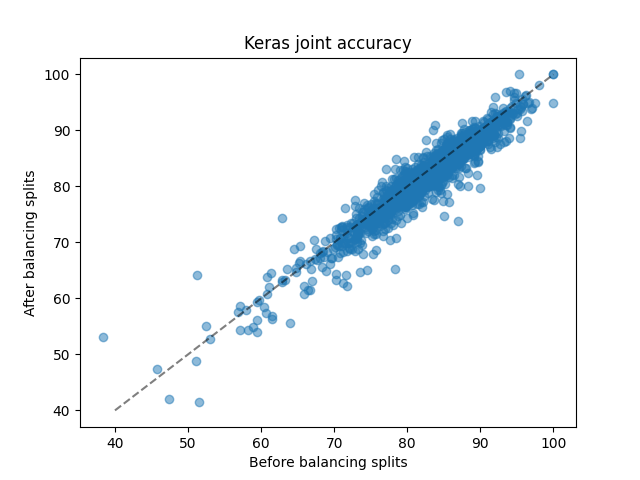 Keras joint accuracy
After balancing splits
100
90
80
70
60
50
40
40 50 60 70 80 90 100
Before balancing splits